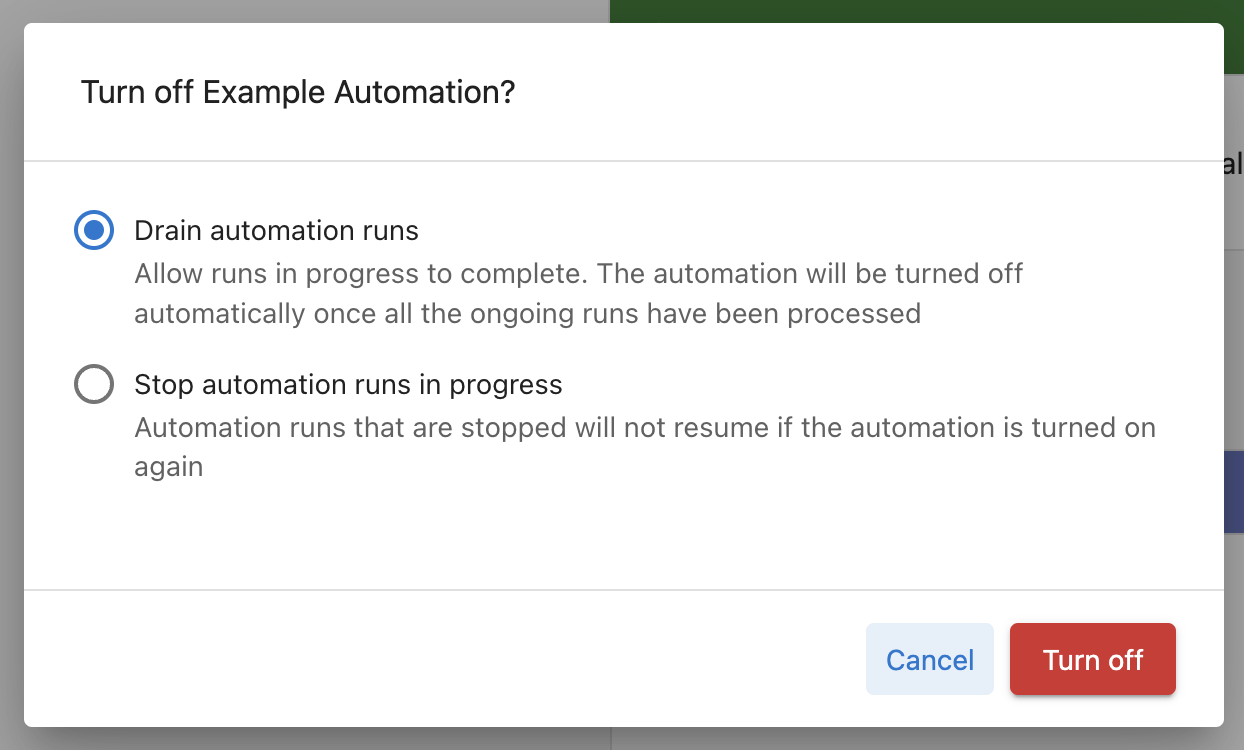 Turn off Example Automation?
al
Drain automation runs
Allow runs in progress to complete. The automation will be turned off
automatically once all the ongoing runs have been processed
Stop automation runs in progress
Automation runs that are stopped will not resume if the automation is turned on
again
Cancel
Turn off